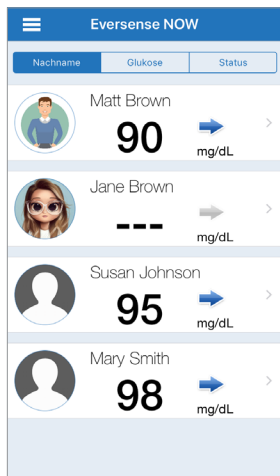 Eversense NOW
Nachname Glukose Status
Matt Brown
90
mg/dL
Jane Brown
---
mg/dL
Susan Johnson
95
mg/dL
Mary Smith
98
mg/dL